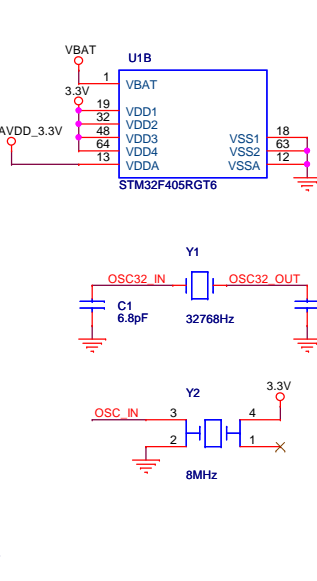 VBAT
U1B
1
VBAT
3.3V
19
VDD1
32
VDD2
AVDD_3.3V
48
VDD3
VSS1
18
64
VDD4
VSS2
63
13
VDDA
VSSA
12
STM32F405RGT6
Y1
OSC32_IN
OSC32_OUT
C1
6.8pF
32768Hz
Y2
3.3V
OSC_IN
3
4
2
1
8MHz